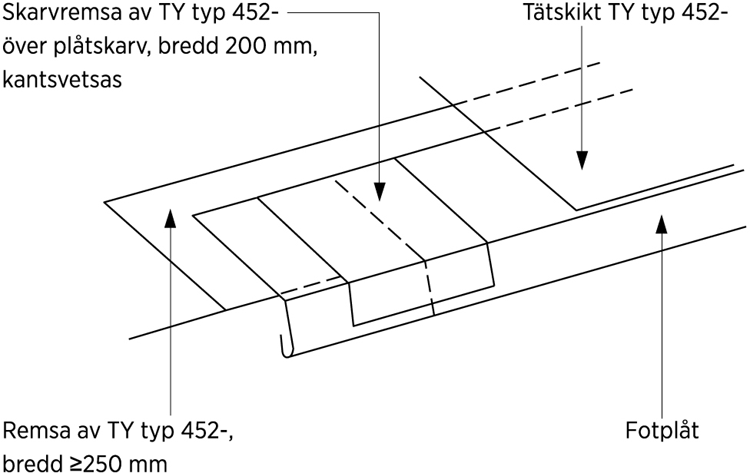 Skarvremsa av TY typ 452-
över plåtskarv, bredd 200 mm,
kantsvetsas
Tätskikt TY typ 452-
Remsa av TY typ 452-,
bredd ≥250 mm
Fotplåt